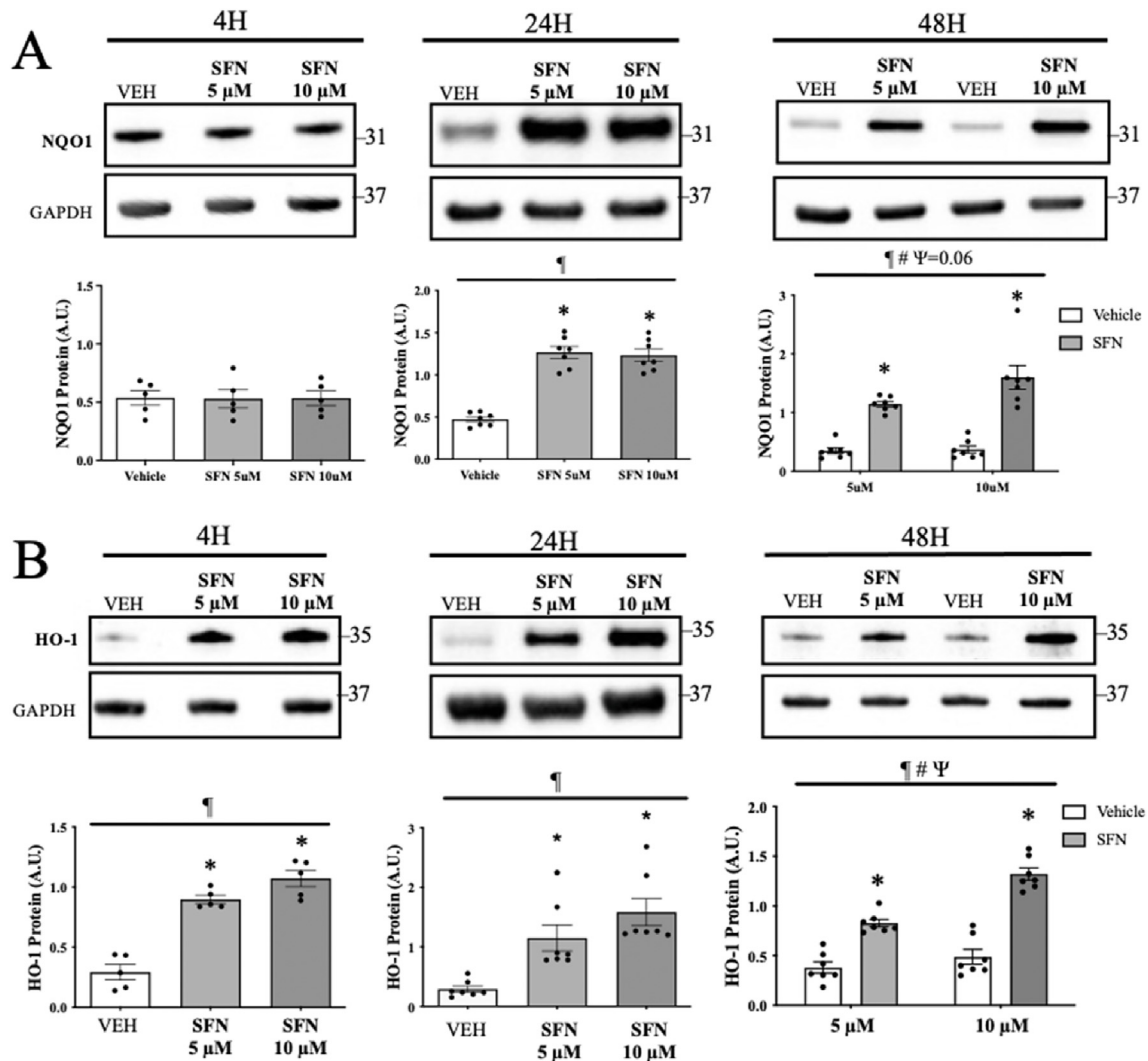 A
4H
24H
48H
VEH SFN 5 µM SFN 10 µM
VEH SFN 5 µM SFN 10 µM
VEH SFN 5 µM VEH SFN 10 µM
NQO1 31 31 31
GAPDH 37 37 37
NQO1 Protein (A.U.)
1.5
1.0
0.5
0.0
Vehicle SFN 5uM SFN 10uM
¶
* *
NQO1 Protein (A.U.)
2.0
1.5
1.0
0.5
0.0
Vehicle SFN 5uM SFN 10uM
¶ # Ψ=0.06
* *
NQO1 Protein (A.U.)
3
2
1
0
5uM 10uM
Vehicle
SFN
B
4H
24H
48H
VEH SFN 5 µM SFN 10 µM
VEH SFN 5 µM SFN 10 µM
VEH SFN 5 µM VEH SFN 10 µM
HO-1 35 35 35
GAPDH 37 37 37
¶
* *
HO-1 Protein (A.U.)
1.5
1.0
0.5
0.0
VEH SFN 5 µM SFN 10 µM
¶
* *
HO-1 Protein (A.U.)
3
2
1
0
VEH SFN 5 µM SFN 10 µM
¶ # Ψ
* *
HO-1 Protein (A.U.)
2.0
1.5
1.0
0.5
0.0
5 µM 10 µM
Vehicle
SFN